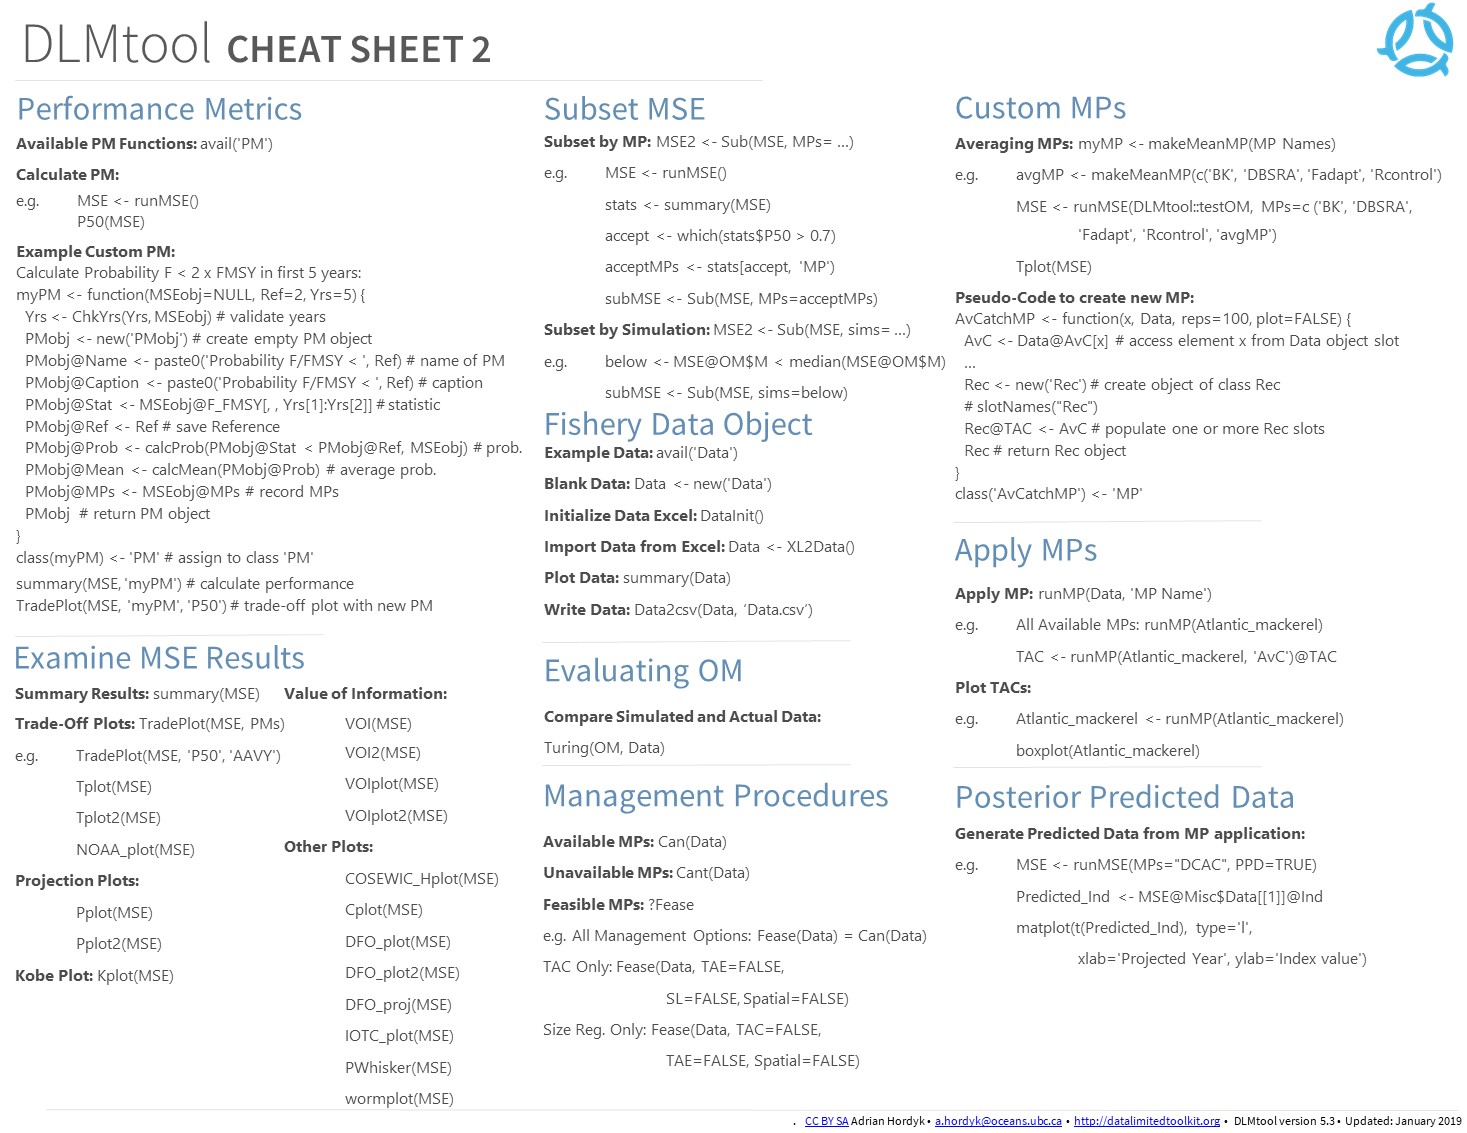 DLMtool CHEAT SHEET 2
Performance Metrics
Available PM Functions: avail('PM')
Calculate PM:
e.g. MSE <- runMSE()
P50(MSE)
Example Custom PM:
Calculate Probability F < 2 x FMSY in first 5 years:
myPM <- function(MSEobj=NULL, Ref=2, Yrs=5) {
Yrs <- ChkYrs(Yrs, MSEobj) # validate years
PMobj <- new('PMobj') # create empty PM object
PMobj@Name <- paste0('Probability F/FMSY < ', Ref) # name of PM
PMobj@Caption <- paste0('Probability F/FMSY < ', Ref) # caption
PMobj@Stat <- MSEobj@F_FMSY[, , Yrs[1]:Yrs[2]] # statistic
PMobj@Ref <- Ref # save Reference
PMobj@Prob <- calcProb(PMobj@Stat < PMobj@Ref, MSEobj) # prob.
PMobj@Mean <- calcMean(PMobj@Prob) # average prob.
PMobj@MPs <- MSEobj@MPs # record MPs
PMobj # return PM object
}
class(myPM) <- 'PM' # assign to class 'PM'
summary(MSE, 'myPM') # calculate performance
TradePlot(MSE, 'myPM', 'P50') # trade-off plot with new PM
Examine MSE Results
Summary Results: summary(MSE)
Trade-Off Plots: TradePlot(MSE, PMs)
e.g. TradePlot(MSE, 'P50', 'AAVY')
Tplot(MSE)
Tplot2(MSE)
NOAA_plot(MSE)
Projection Plots:
Pplot(MSE)
Pplot2(MSE)
Kobe Plot: Kplot(MSE)
Value of Information:
VOI(MSE)
VOI2(MSE)
VOIplot(MSE)
VOIplot2(MSE)
Other Plots:
COSEWIC_Hplot(MSE)
Cplot(MSE)
DFO_plot(MSE)
DFO_plot2(MSE)
DFO_proj(MSE)
IOTC_plot(MSE)
PWhisker(MSE)
wormplot(MSE)
Subset MSE
Subset by MP: MSE2 <- Sub(MSE, MPs= ...)
e.g. MSE <- runMSE()
stats <- summary(MSE)
accept <- which(stats$P50 > 0.7)
acceptMPs <- stats[accept, 'MP')
subMSE <- Sub(MSE, MPs=acceptMPs)
Subset by Simulation: MSE2 <- Sub(MSE, sims= ...)
e.g. below <- MSE@OM$M < median(MSE@OM$M)
subMSE <- Sub(MSE, sims=below)
Fishery Data Object
Example Data: avail('Data')
Blank Data: Data <- new('Data')
Initialize Data Excel: DataInit()
Import Data from Excel: Data <- XL2Data()
Plot Data: summary(Data)
Write Data: Data2csv(Data, ‘Data.csv’)
Evaluating OM
Compare Simulated and Actual Data:
Turing(OM, Data)
Management Procedures
Available MPs: Can(Data)
Unavailable MPs: Cant(Data)
Feasible MPs: ?Fease
e.g. All Management Options: Fease(Data) = Can(Data)
TAC Only: Fease(Data, TAE=FALSE,
SL=FALSE, Spatial=FALSE)
Size Reg. Only: Fease(Data, TAC=FALSE,
TAE=FALSE, Spatial=FALSE)
Custom MPs
Averaging MPs: myMP <- makeMeanMP(MP Names)
e.g. avgMP <- makeMeanMP(c('BK', 'DBSRA', 'Fadapt', 'Rcontrol')
MSE <- runMSE(DLMtool::testOM, MPs=c ('BK', 'DBSRA',
'Fadapt', 'Rcontrol', 'avgMP')
Tplot(MSE)
Pseudo-Code to create new MP:
AvCatchMP <- function(x, Data, reps=100, plot=FALSE) {
AvC <- Data@AvC[x] # access element x from Data object slot
...
Rec <- new('Rec') # create object of class Rec
# slotNames("Rec")
Rec@TAC <- AvC # populate one or more Rec slots
Rec # return Rec object
}
class('AvCatchMP') <- 'MP'
Apply MPs
Apply MP: runMP(Data, 'MP Name')
e.g. All Available MPs: runMP(Atlantic_mackerel)
TAC <- runMP(Atlantic_mackerel, 'AvC')@TAC
Plot TACs:
e.g. Atlantic_mackerel <- runMP(Atlantic_mackerel)
boxplot(Atlantic_mackerel)
Posterior Predicted Data
Generate Predicted Data from MP application:
e.g. MSE <- runMSE(MPs="DCAC", PPD=TRUE)
Predicted_Ind <- MSE@Misc$Data[[1]]@Ind
matplot(t(Predicted_Ind), type='l',
xlab='Projected Year', ylab='Index value')
. CC BY SA Adrian Hordyk • a.hordyk@oceans.ubc.ca • http://datalimitedtoolkit.org • DLMtool version 5.3 • Updated: January 2019